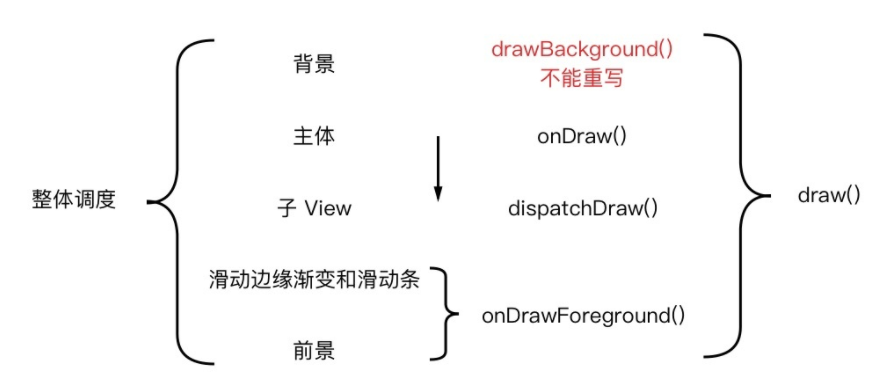 背景
drawBackground()
不能重写
主体
onDraw()
整体调度
子 View
dispatchDraw()
draw()
滑动边缘渐变和滑动条
onDrawForeground()
前景